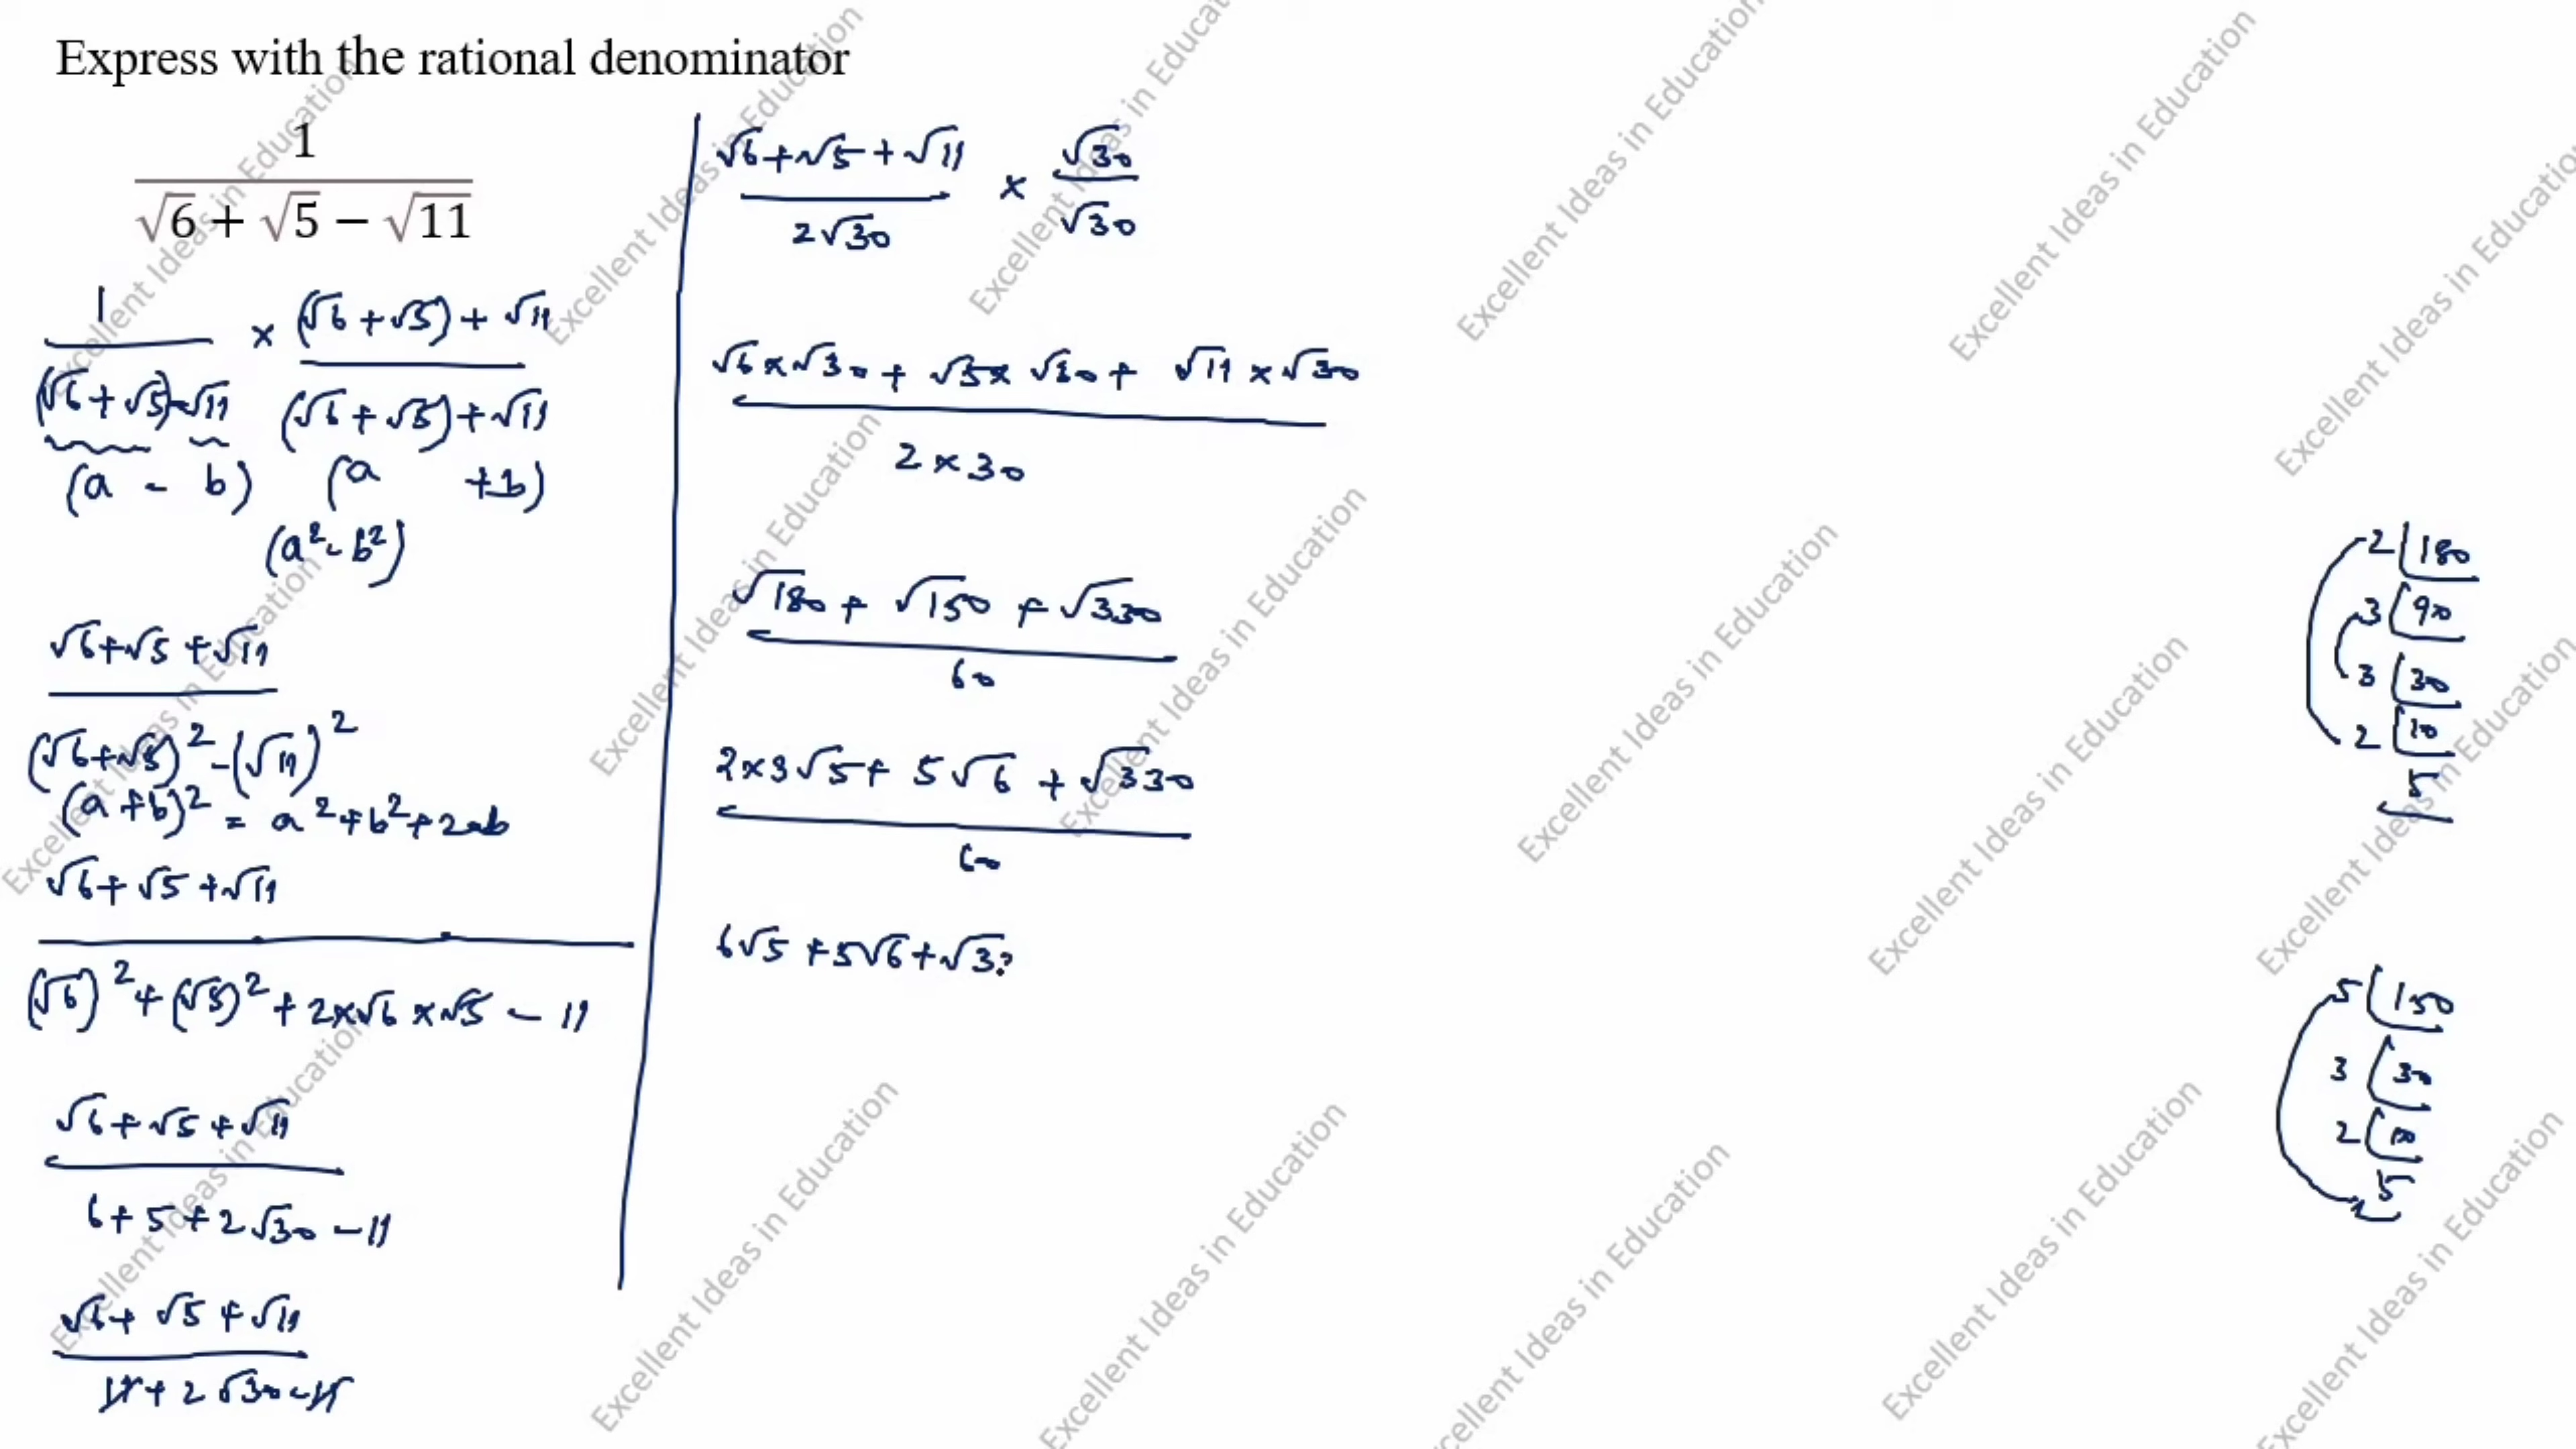 Express with the rational denominator
1
√6 + √5 − √11
1 × (√6 + √5) + √11
(√6 + √5) - √11 (√6 + √5) + √11
(a - b) (a + b)
(a² - b²)
√6 + √5 + √11
(√6 + √5)² - (√11)²
(a + b)² = a² + b² + 2ab
√6 + √5 + √11
(√6)² + (√5)² + 2 × √6 × √5 - 11
√6 + √5 + √11
6 + 5 + 2√30 - 11
√6 + √5 + √11
11 + 2√30 - 11
√6 + √5 + √11 × √30
2√30 √30
√6 × √30 + √5 × √30 + √11 × √30
2 × 30
√180 + √150 + √330
60
2 × 3√5 + 5√6 + √330
60
6√5 + 5√6 + √3
2 180
3 90
3 30
2 10
5
5 150
3 30
2 10
5
Excellent Ideas in Education